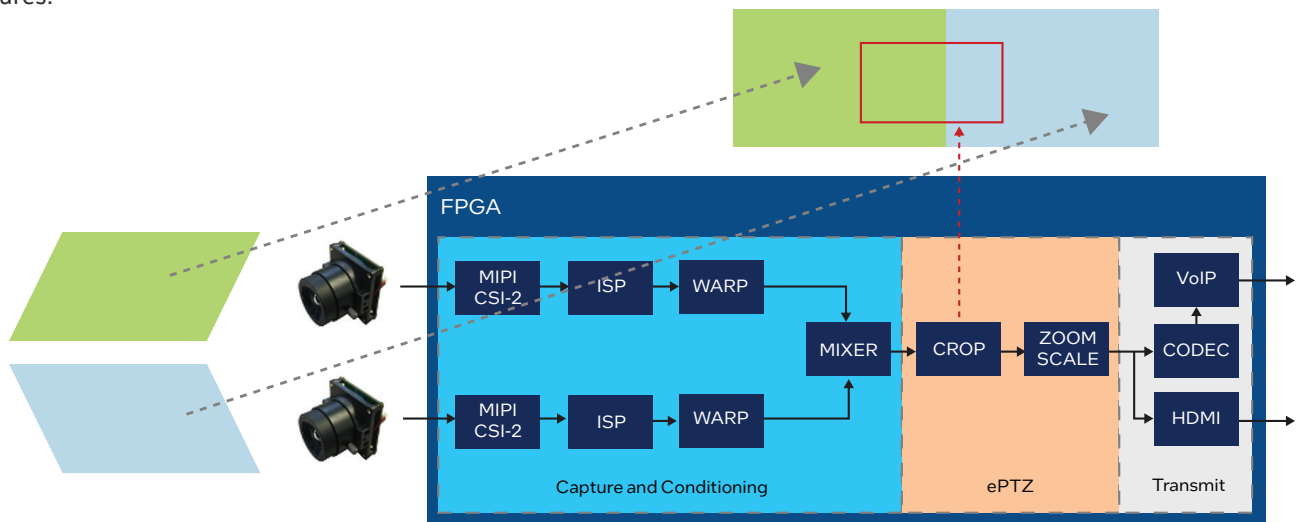 ures.
FPGA
MIPI
CSI-2
ISP
WARP
MIXER
CROP
ZOOM
SCALE
VoIP
CODEC
HDMI
MIPI
CSI-2
ISP
WARP
Capture and Conditioning
ePTZ
Transmit